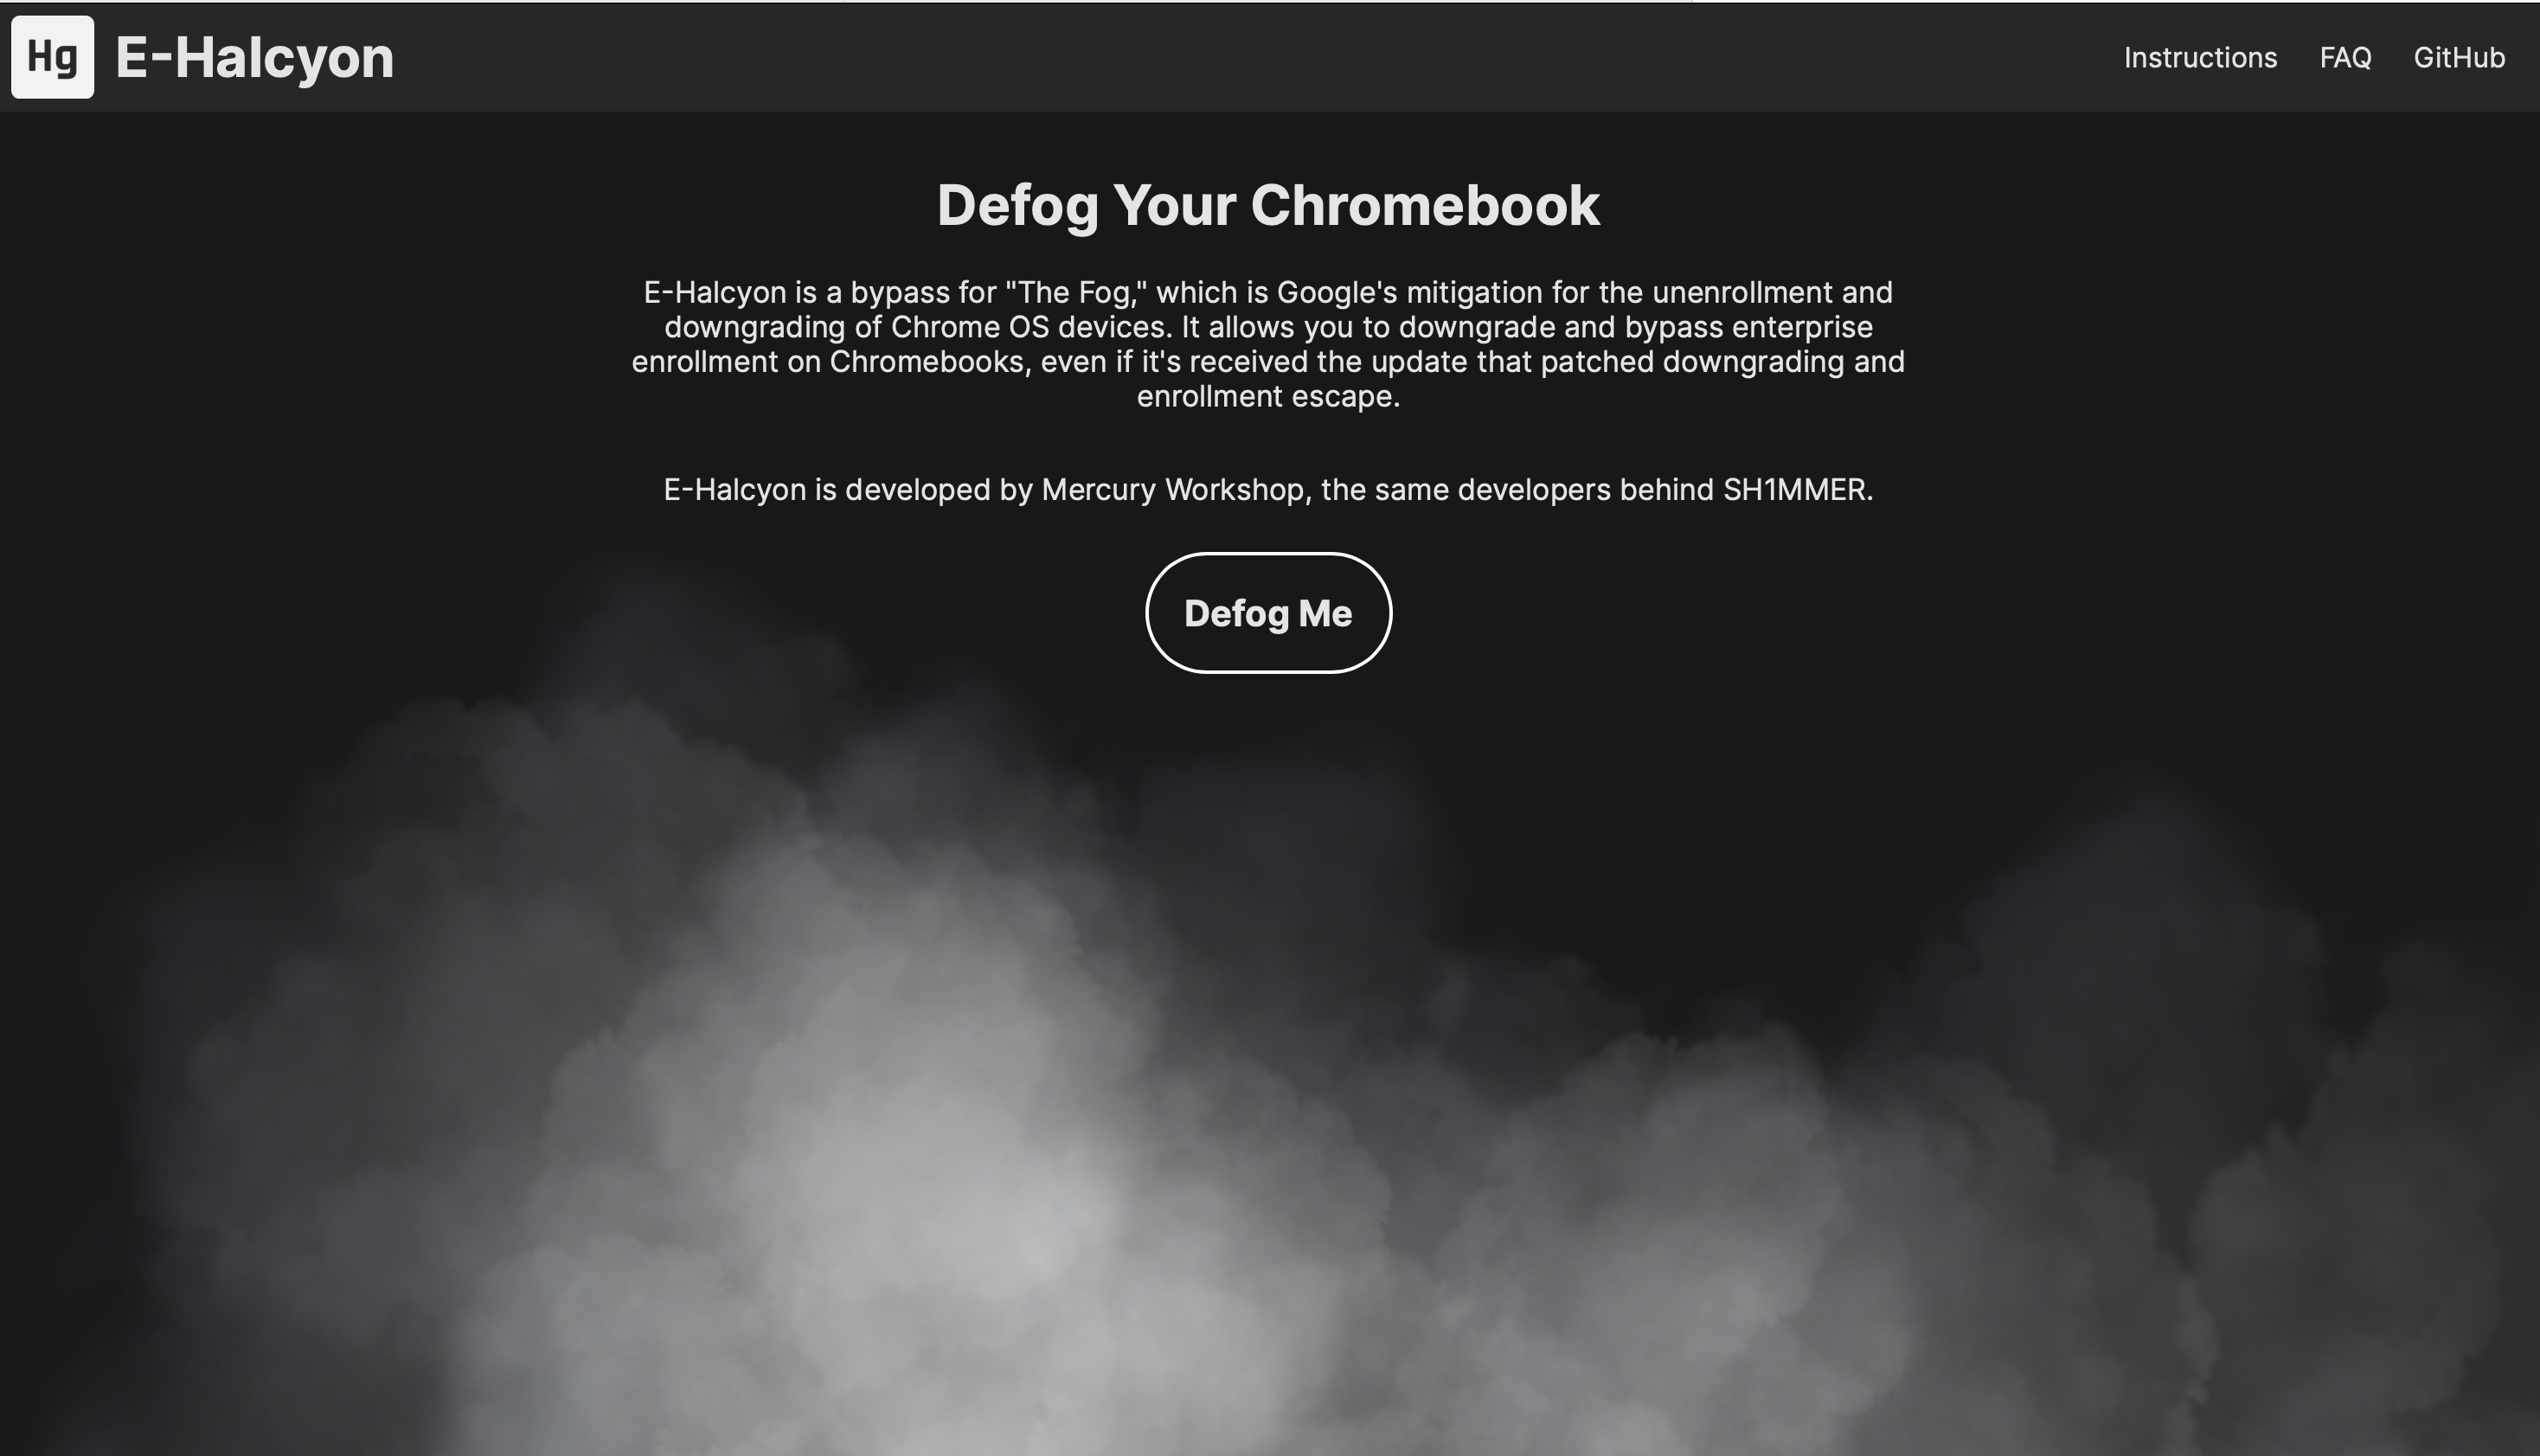 Hg E-Halcyon Instructions FAQ GitHub
Defog Your Chromebook
E-Halcyon is a bypass for "The Fog," which is Google's mitigation for the unenrollment and
downgrading of Chrome OS devices. It allows you to downgrade and bypass enterprise
enrollment on Chromebooks, even if it's received the update that patched downgrading and
enrollment escape.
E-Halcyon is developed by Mercury Workshop, the same developers behind SH1MMER.
Defog Me